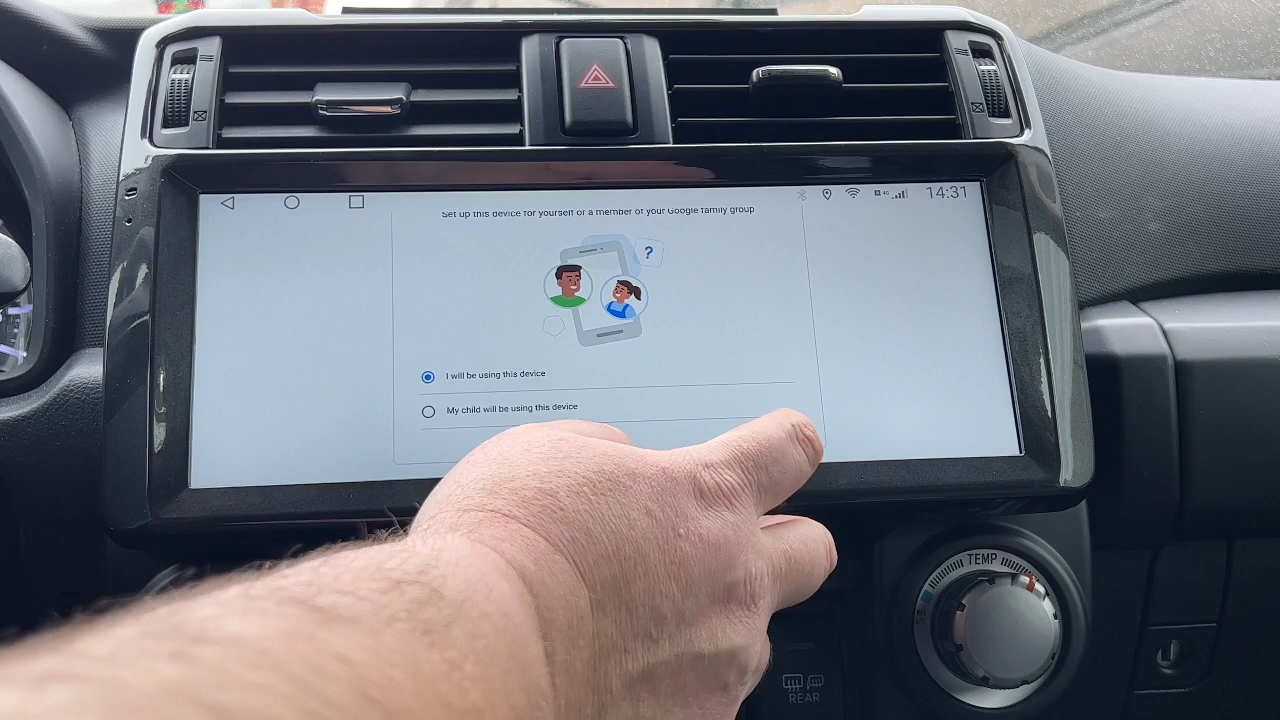 14:31
Set up this device for yourself or a member of your Google family group
?
I will be using this device
My child will be using this device
TEMP
REAR